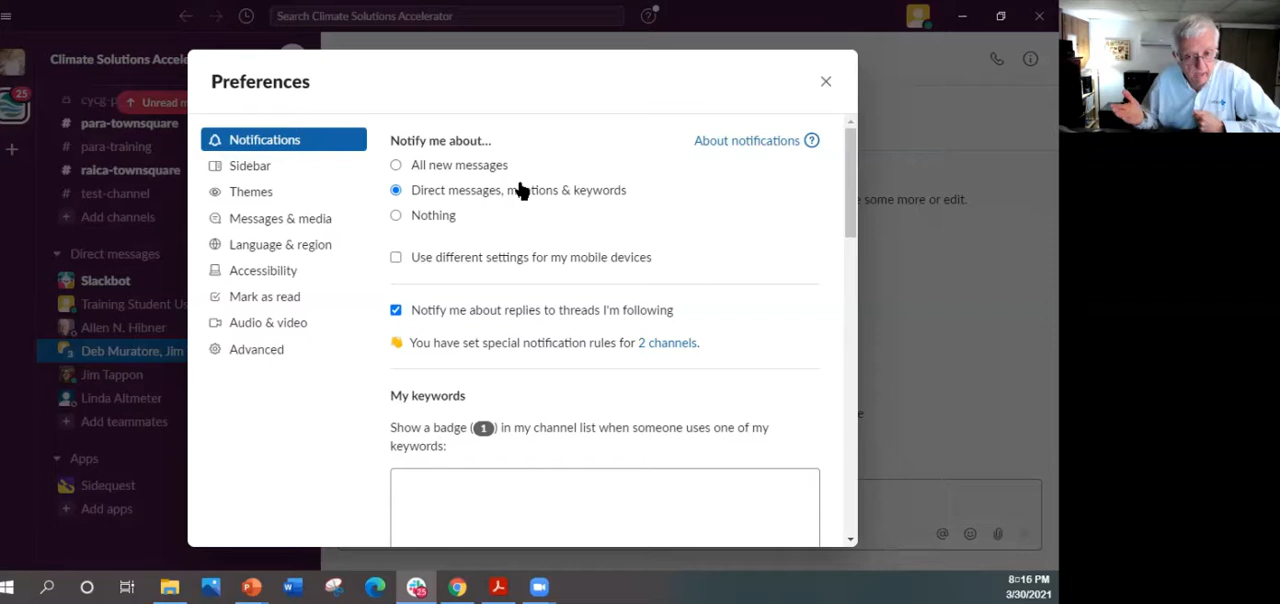 Search Climate Solutions Accelerator
Climate Solutions Accele
25
Unread m
# para-townsquare
# para-training
# raica-townsquare
# test-channel
+ Add channels
Direct messages
Slackbot
Training Student Us
Allen N. Hibner
3 Deb Muratore, Jim
Jim Tappon
Linda Altmeter
+ Add teammates
Apps
Sidequest
+ Add apps
Preferences
Notifications
Sidebar
Themes
Messages & media
Language & region
Accessibility
Mark as read
Audio & video
Advanced
Notify me about...
About notifications ?
All new messages
Direct messages, & keywords
Nothing
Use different settings for my mobile devices
Notify me about replies to threads I'm following
You have set special notification rules for 2 channels.
My keywords
Show a badge (1) in my channel list when someone uses one of my
keywords:
some more or edit.
@
25
8:16 PM
3/30/2021